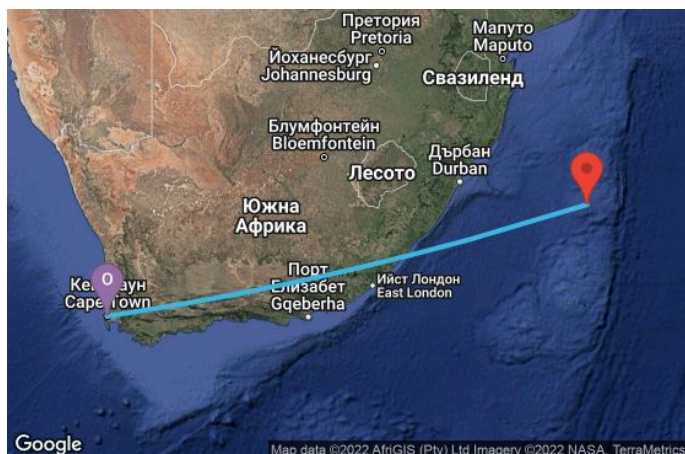 Претория
Pretoria
Мапуто
Maputo
Йоханесбург
Johannesburg
Свазиленд
Блумфонтейн
Bloemfontein
Лесото
Дърбан
Durban
Южна
Африка
O
Cape Town
Порт
Елизабет
Gqeberha
Ийст Лондон
East London
Google
Map data ©2022 AfriGIS (Pty) Ltd Imagery ©2022 NASA, TerraMetrics